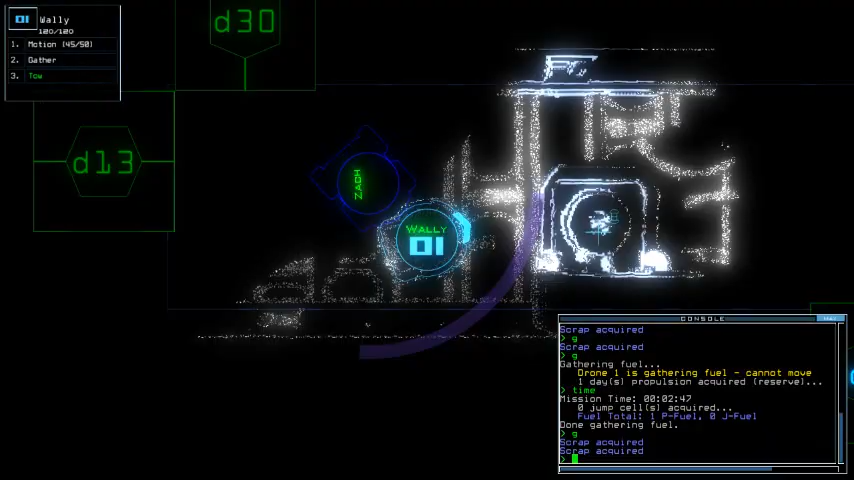 01 Wally
120/120
1. Motion (45/50)
2. Gather
3. Tow
d30
d13
ZACH
WALLY
01
CONSOLE
Scrap acquired
> g
Scrap acquired
> g
Gathering fuel...
Drone 1 is gathering fuel - cannot move
1 day(s) propulsion acquired (reserve)...
> time
Mission Time: 00:02:47
0 jump cell(s) acquired...
Fuel Total: 1 P-Fuel, 0 J-Fuel
Done gathering fuel.
> g
Scrap acquired
Scrap acquired
>